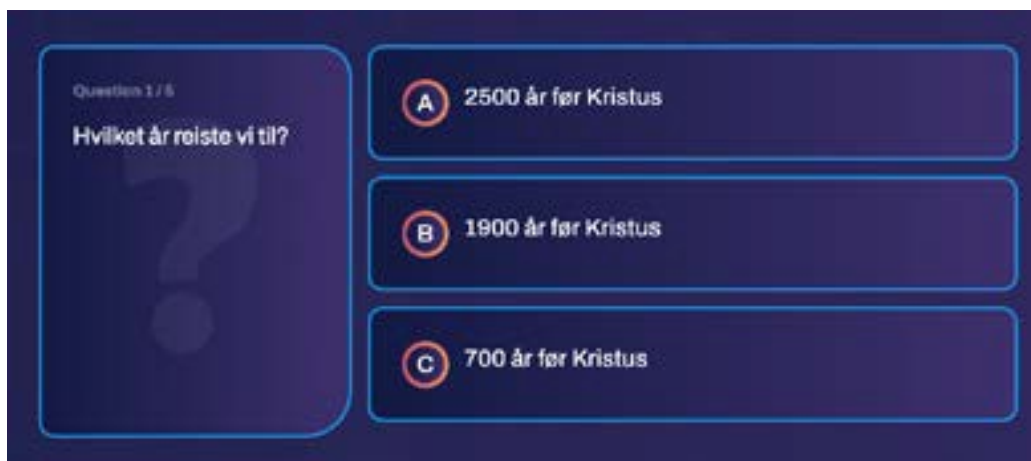 Question 1 / 5
Hvilket år reiste vi til?
A
2500 år før Kristus
B
1900 år før Kristus
C
700 år før Kristus